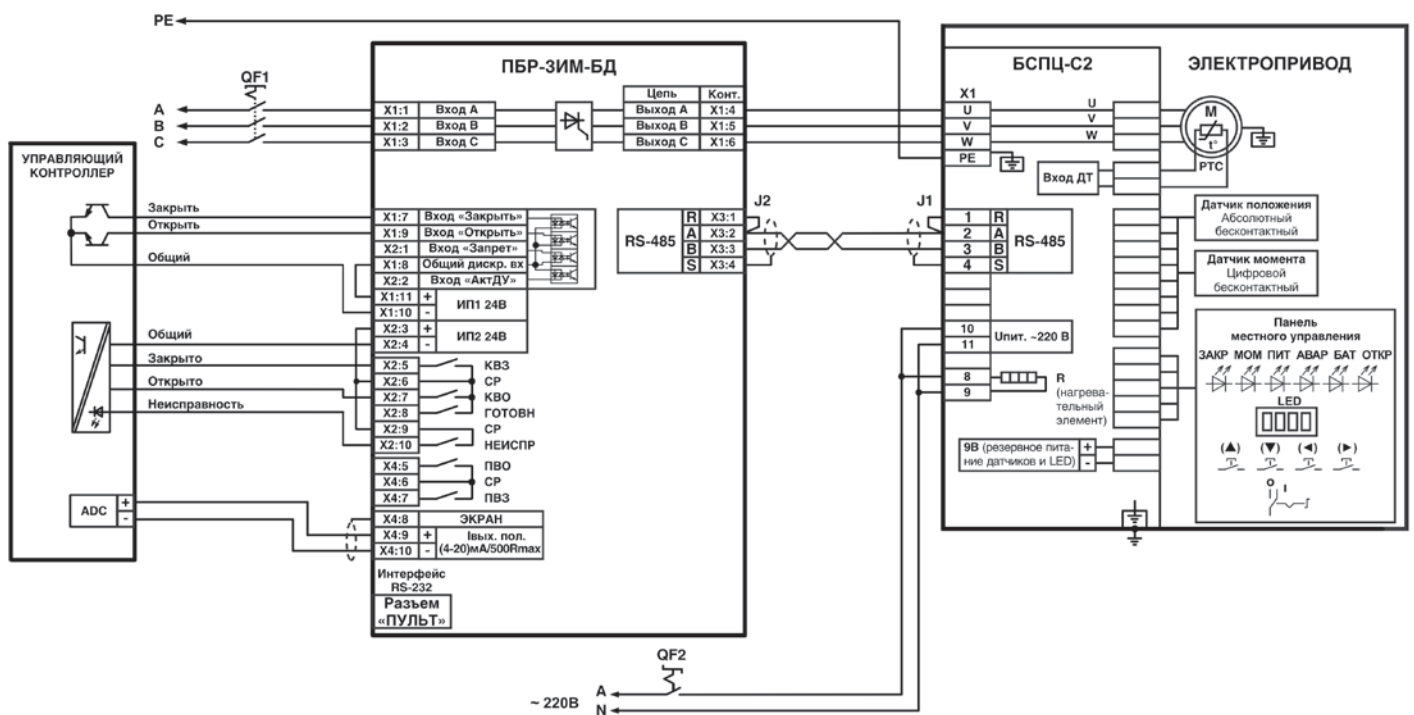 PE
QF1
A
B
C
УПРАВЛЯЮЩИЙ
КОНТРОЛЛЕР
Закрыть
Открыть
Общий
Общий
Закрыто
Открыто
Неисправность
ADC
+
-
ПБР-3ИМ-БД
Цепь Конт.
X1:1 Вход A Выход A X1:4
X1:2 Вход B Выход B X1:5
X1:3 Вход C Выход C X1:6
X1:7 Вход «Закрыть»
X1:9 Вход «Открыть»
X2:1 Вход «Запрет»
X1:8 Общий дискр. вх
X2:2 Вход «АктДУ»
X1:11 +
ИП1 24В
X1:10 -
X2:3 +
ИП2 24В
X2:4 -
X2:5 КВЗ
X2:6 СР
X2:7 КВО
X2:8 ГОТОВН
X2:9 СР
X2:10 НЕИСПР
X4:5 ПВО
X4:6 СР
X4:7 ПВЗ
X4:8 ЭКРАН
X4:9 + Iвых. пол.
X4:10 - (4-20)мА/500Rmax
Интерфейс
RS-232
Разъем
«ПУЛЬТ»
RS-485
R X3:1
A X3:2
B X3:3
S X3:4
J2
J1
QF2
~ 220В
A
N
БСПЦ-С2
ЭЛЕКТРОПРИВОД
X1
U
V
W
PE
U
V
W
M
t°
РТС
Вход ДТ
1 R
2 A
3 B
4 S
RS-485
10
11
Uпит. ~220 В
8
9
R
(нагрева-
тельный
элемент)
9В (резервное пита-
ние датчиков и LED)
+
-
Датчик положения
Абсолютный
бесконтактный
Датчик момента
Цифровой
бесконтактный
Панель
местного управления
ЗАКР МОМ ПИТ АВАР БАТ ОТКР
LED
(▲) (▼) (◄) (►)
O
I